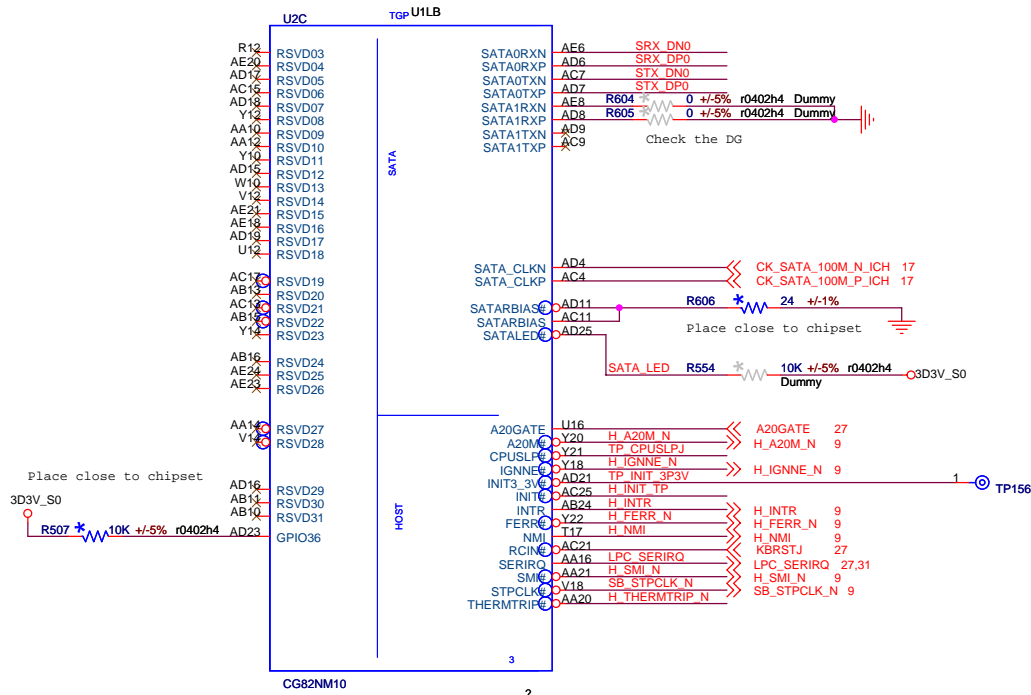 U2C TGP U1LB
R12 RSVD03 SATA0RXN AE6 SRX_DN0
AE20 RSVD04 SATA0RXP AD6 SRX_DP0
AD17 RSVD05 SATA0TXN AC7 STX_DN0
AC15 RSVD06 SATA0TXP AD7 STX_DP0
AD18 RSVD07 SATA1RXN AE8 R604 * 0 +/-5% r0402h4 Dummy
Y12 RSVD08 SATA1RXP AD8 R605 * 0 +/-5% r0402h4 Dummy
AA10 RSVD09 SATA1TXN AD9
AA12 RSVD10 SATA1TXP AC9
Check the DG
Y10 RSVD11
AD15 RSVD12
W10 RSVD13
V12 RSVD14
AE21 RSVD15
AE18 RSVD16
AD19 RSVD17
U12 RSVD18
SATA
AC17 RSVD19 SATA_CLKN AD4 CK_SATA_100M_N_ICH 17
AB13 RSVD20 SATA_CLKP AC4 CK_SATA_100M_P_ICH 17
AC13 RSVD21 SATARBIAS# AD11 R606 * 24 +/-1%
AB15 RSVD22 SATARBIAS AC11
Place close to chipset
Y14 RSVD23 SATALED# AD25
AB16 RSVD24
AE24 RSVD25 SATA_LED R554 * 10K +/-5% r0402h4 3D3V_S0
AE23 RSVD26 Dummy
AA14 RSVD27 A20GATE U16 A20GATE 27
V14 RSVD28 A20M# Y20 H_A20M_N H_A20M_N 9
CPUSLP# Y21 TP_CPUSLPJ
IGNNE# Y18 H_IGNNE_N H_IGNNE_N 9
Place close to chipset
AD16 RSVD29 INIT3_3V# AD21 TP_INIT_3P3V 1 TP156
AB11 RSVD30 INIT# AC25 H_INIT_TP
3D3V_S0
AB10 RSVD31 INTR AB24 H_INTR H_INTR 9
FERR# Y22 H_FERR_N H_FERR_N 9
R507 * 10K +/-5% r0402h4 AD23 GPIO36 NMI T17 H_NMI H_NMI 9
HOST
RCIN# AC21 KBRSTJ 27
SERIRQ AA16 LPC_SERIRQ LPC_SERIRQ 27,31
SMI# AA21 H_SMI_N H_SMI_N 9
STPCLK# V18 SB_STPCLK_N SB_STPCLK_N 9
THERMTRIP# AA20 H_THERMTRIP_N
3
CG82NM10
2